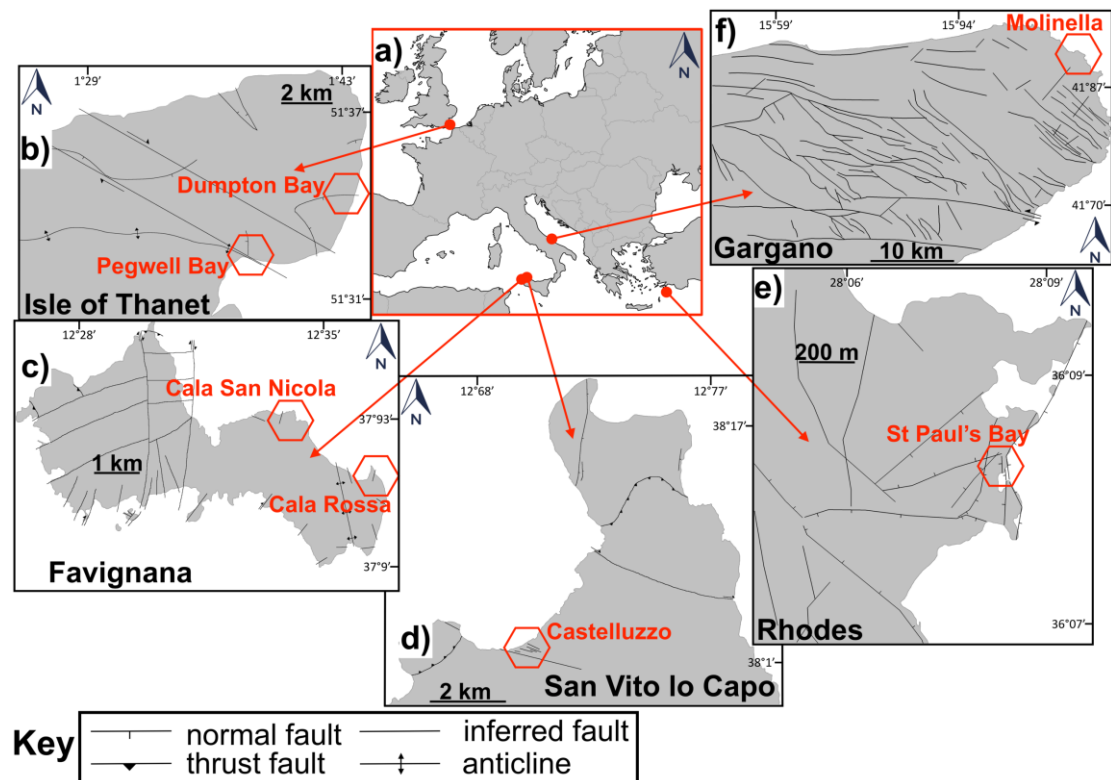 a)
N
b)
N
1°29′
1°43′
2 km
51°37′
Dumpton Bay
Pegwell Bay
51°31′
Isle of Thanet
f)
15°59′
15°94′
Molinella
41°87′
41°70′
Gargano
10 km
N
c)
12°28′
12°35′
N
Cala San Nicola
37°93′
1 km
Cala Rossa
37°9′
Favignana
d)
N
12°68′
12°77′
38°17′
Castelluzzo
38°1′
2 km
San Vito lo Capo
e)
28°06′
28°09′
N
200 m
36°09′
St Paul's Bay
36°07′
Rhodes
Key
normal fault
inferred fault
thrust fault
anticline